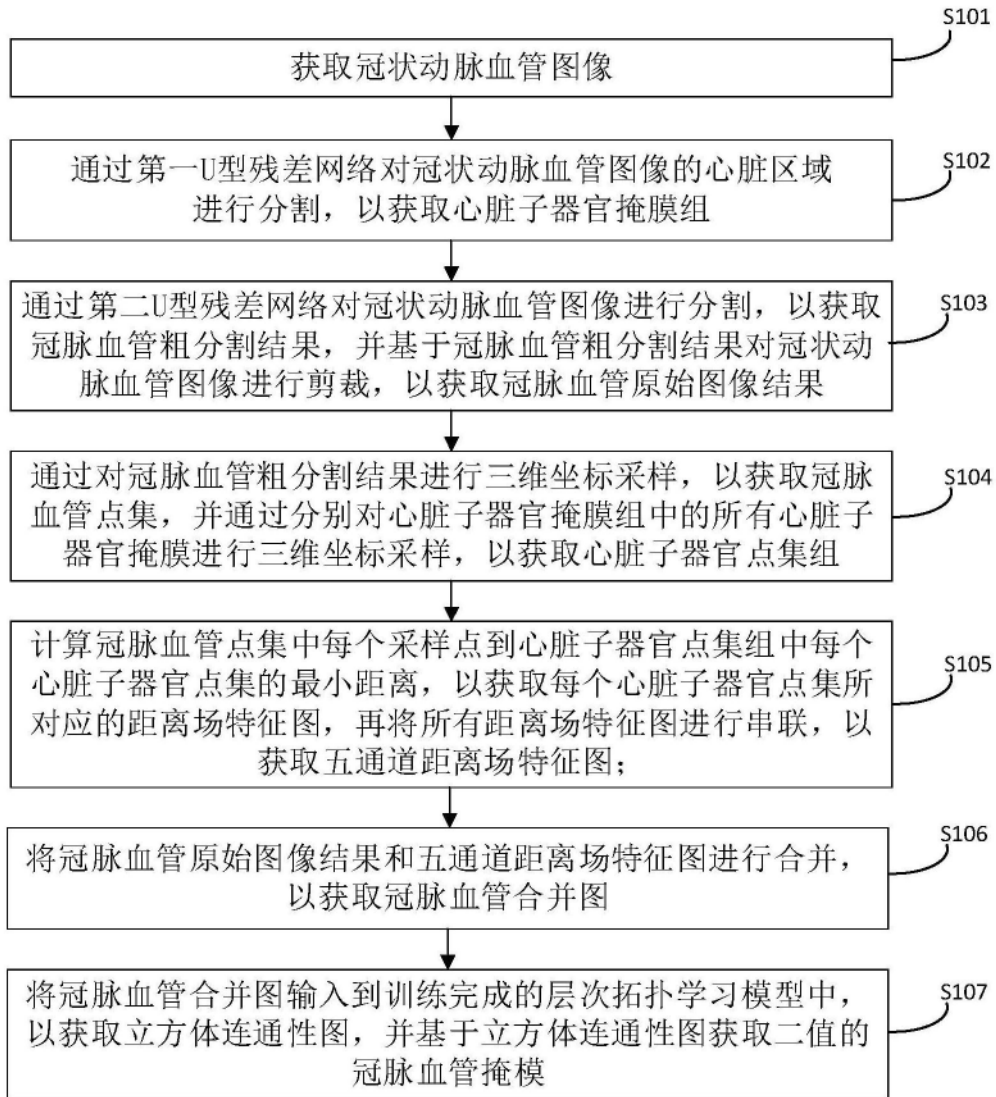 S101
获取冠状动脉血管图像
S102
通过第一U型残差网络对冠状动脉血管图像的心脏区域
进行分割，以获取心脏子器官掩膜组
S103
通过第二U型残差网络对冠状动脉血管图像进行分割，以获取
冠脉血管粗分割结果，并基于冠脉血管粗分割结果对冠状动
脉血管图像进行剪裁，以获取冠脉血管原始图像结果
S104
通过对冠脉血管粗分割结果进行三维坐标采样，以获取冠脉
血管点集，并通过分别对心脏子器官掩膜组中的所有心脏子
器官掩膜进行三维坐标采样，以获取心脏子器官点集组
S105
计算冠脉血管点集中每个采样点到心脏子器官点集组中每个
心脏子器官点集的最小距离，以获取每个心脏子器官点集所
对应的距离场特征图，再将所有距离场特征图进行串联，以
获取五通道距离场特征图；
S106
将冠脉血管原始图像结果和五通道距离场特征图进行合并，
以获取冠脉血管合并图
S107
将冠脉血管合并图输入到训练完成的层次拓扑学习模型中，
以获取立方体连通性图，并基于立方体连通性图获取二值的
冠脉血管掩模